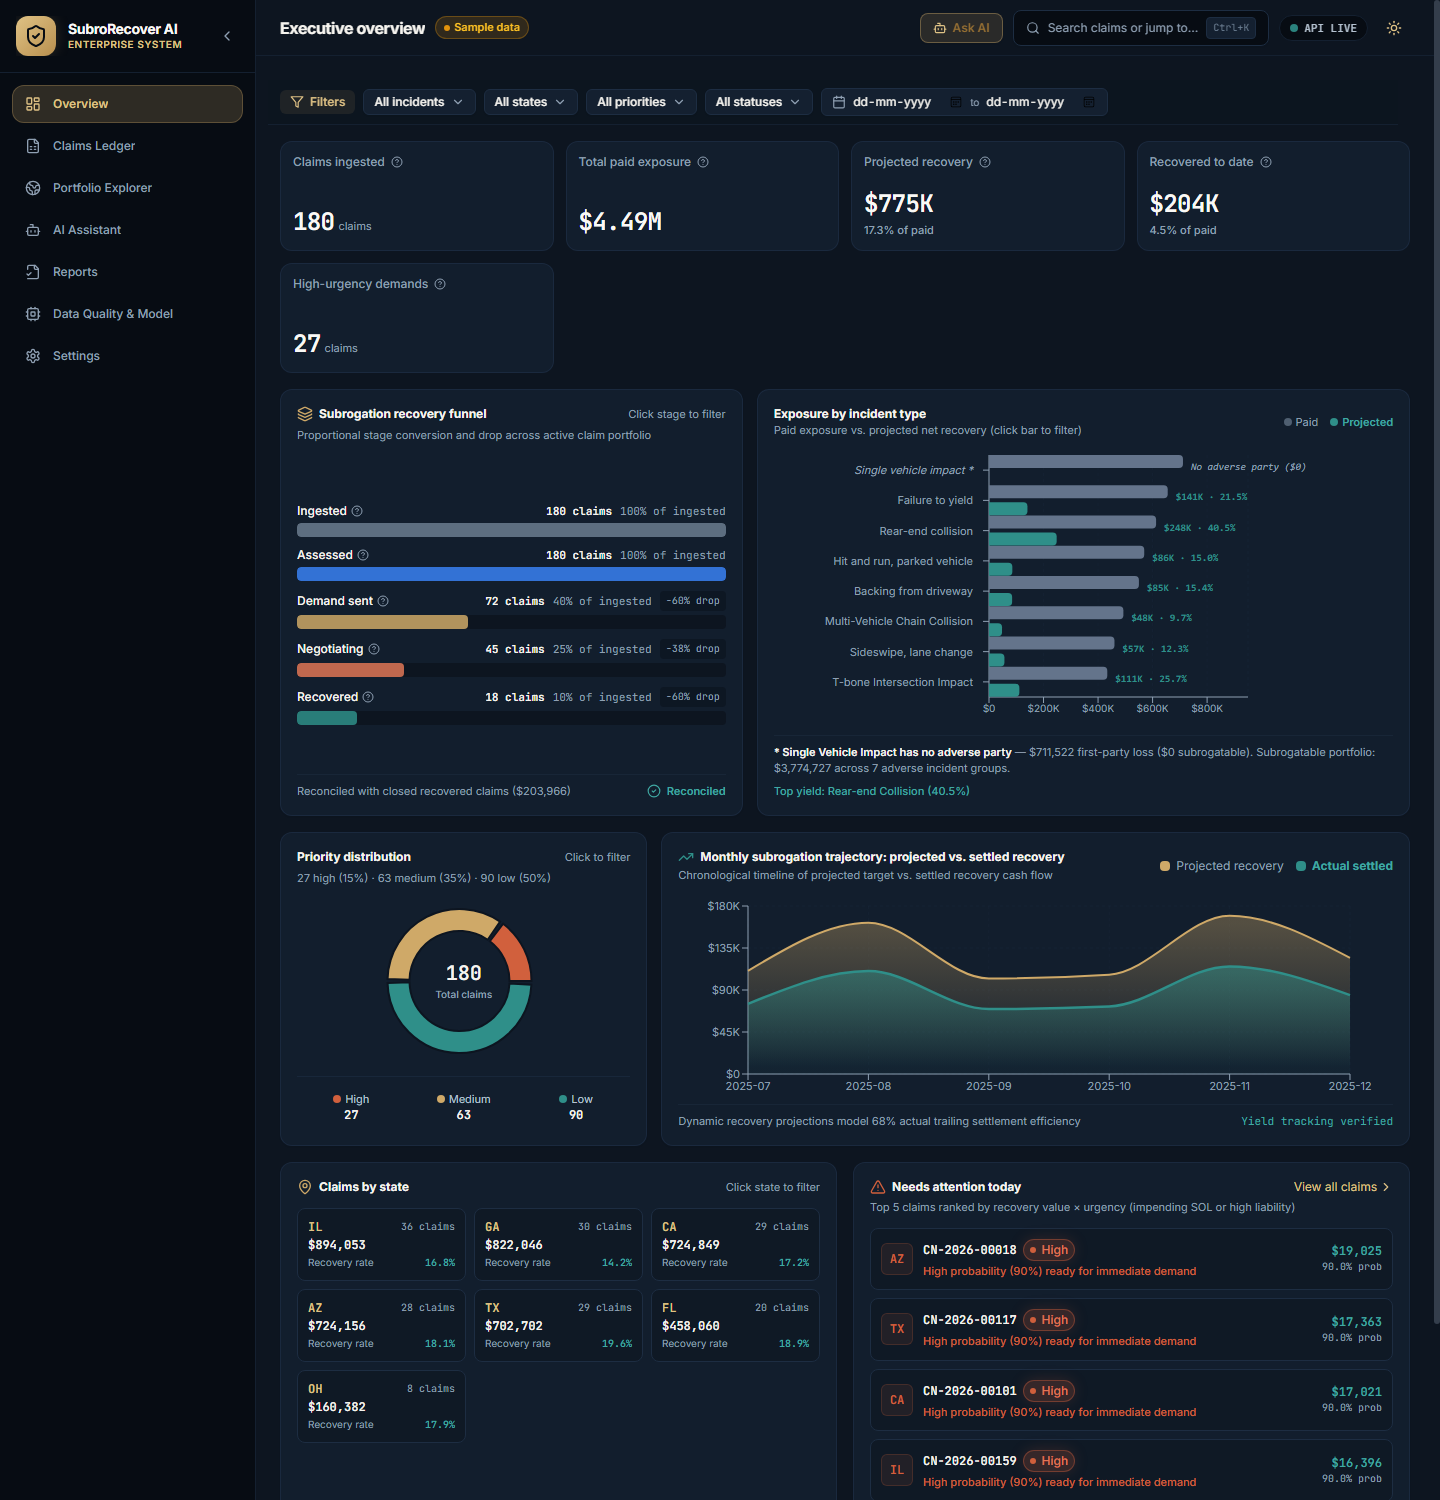 SubroRecover AI
ENTERPRISE SYSTEM
Overview
Claims Ledger
Portfolio Explorer
AI Assistant
Reports
Data Quality & Model
Settings
Executive overview
Sample data
Ask AI
Search claims or jump to...
Ctrl+K
API LIVE
Filters
All incidents
All states
All priorities
All statuses
dd-mm-yyyy to dd-mm-yyyy
Claims ingested
180 claims
Total paid exposure
$4.49M
Projected recovery
$775K
17.3% of paid
Recovered to date
$204K
4.5% of paid
High-urgency demands
27 claims
Subrogation recovery funnel
Click stage to filter
Proportional stage conversion and drop across active claim portfolio
Ingested 180 claims 100% of ingested
Assessed 180 claims 100% of ingested
Demand sent 72 claims 40% of ingested -60% drop
Negotiating 45 claims 25% of ingested -38% drop
Recovered 18 claims 10% of ingested -60% drop
Reconciled with closed recovered claims ($203,966)
Reconciled
Exposure by incident type
Paid exposure vs. projected net recovery (click bar to filter)
Paid
Projected
Single vehicle impact * No adverse party ($0)
Failure to yield $141K · 21.5%
Rear-end collision $248K · 40.5%
Hit and run, parked vehicle $86K · 15.0%
Backing from driveway $85K · 15.4%
Multi-Vehicle Chain Collision $48K · 9.7%
Sideswipe, lane change $57K · 12.3%
T-bone Intersection Impact $111K · 25.7%
$0 $200K $400K $600K $800K
* Single Vehicle Impact has no adverse party — $711,522 first-party loss ($0 subrogatable). Subrogatable portfolio:
$3,774,727 across 7 adverse incident groups.
Top yield: Rear-end Collision (40.5%)
Priority distribution
Click to filter
27 high (15%) · 63 medium (35%) · 90 low (50%)
180
Total claims
High
27
Medium
63
Low
90
Monthly subrogation trajectory: projected vs. settled recovery
Chronological timeline of projected target vs. settled recovery cash flow
Projected recovery
Actual settled
$180K
$135K
$90K
$45K
$0
2025-07 2025-08 2025-09 2025-10 2025-11 2025-12
Dynamic recovery projections model 68% actual trailing settlement efficiency
Yield tracking verified
Claims by state
Click state to filter
IL 36 claims
$894,053
Recovery rate 16.8%
GA 30 claims
$822,046
Recovery rate 14.2%
CA 29 claims
$724,849
Recovery rate 17.2%
AZ 28 claims
$724,156
Recovery rate 18.1%
TX 29 claims
$702,702
Recovery rate 19.6%
FL 20 claims
$458,060
Recovery rate 18.9%
OH 8 claims
$160,382
Recovery rate 17.9%
Needs attention today
View all claims
Top 5 claims ranked by recovery value × urgency (impending SOL or high liability)
AZ
CN-2026-00018 High
High probability (90%) ready for immediate demand
$19,025
90.0% prob
TX
CN-2026-00117 High
High probability (90%) ready for immediate demand
$17,363
90.0% prob
CA
CN-2026-00101 High
High probability (90%) ready for immediate demand
$17,021
90.0% prob
IL
CN-2026-00159 High
High probability (90%) ready for immediate demand
$16,396
90.0% prob